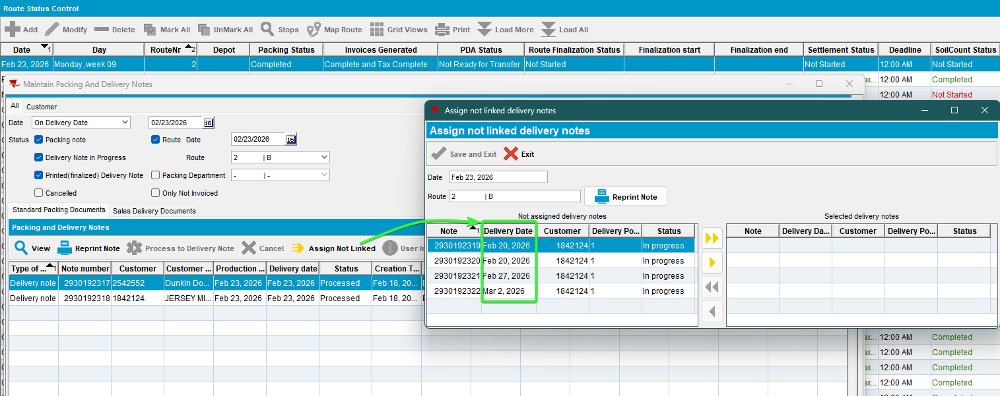 Route Status Control
Add Modify Delete Mark All UnMark All Stops Map Route Grid Views Print Load More Load All
Date 1 Day RouteNr 2 Depot Packing Status Invoices Generated PDA Status Route Finalization Status Finalization start Finalization end Settlement Status Deadline SoilCount Status
Feb 23, 2026 Monday ,week 09 2 Completed Complete and Tax Complete Not Ready for Transfer Not Started Not Started 12:00 AM Not Started
ax... 12:00 AM Completed
12:00 AM Not Started
Maintain Packing And Delivery Notes
All Customer
Date On Delivery Date 02/23/2026 16
Status Packing note Route Date 02/23/2026 16
Delivery Note in Progress Route 2 | B
Printed(finalized) Delivery Note Packing Department - | -
Cancelled Only Not Invoiced
Standard Packing Documents Sales Delivery Documents
Packing and Delivery Notes
View Reprint Note Process to Delivery Note Cancel Assign Not Linked User In
Type of ... 1 Note number Customer Customer ... Production ... Delivery date Status Creation T...
Delivery note 2930192317 2542552 Dunkin Do... Feb 23, 2026 Feb 23, 2026 Processed Feb 18, 20...
Delivery note 2930192318 1842124 JERSEY MI... Feb 23, 2026 Feb 23, 2026 Processed Feb 18, 20...
Assign not linked delivery notes
Assign not linked delivery notes
Save and Exit Exit
Date Feb 23, 2026
Route 2 | B Reprint Note
Not assigned delivery notes Selected delivery notes
Note 1 Delivery Date Customer Delivery Po... Status Note Delivery Da... Customer Delivery Po... Status
2930192319 Feb 20, 2026 1842124 1 In progress
2930192320 Feb 20, 2026 1842124 1 In progress
2930192321 Feb 27, 2026 1842124 1 In progress
2930192322 Mar 2, 2026 1842124 1 In progress
ax... 12:00 AM Completed
ax... 12:00 AM Completed
ax... 12:00 AM Completed
ax... 12:00 AM Completed